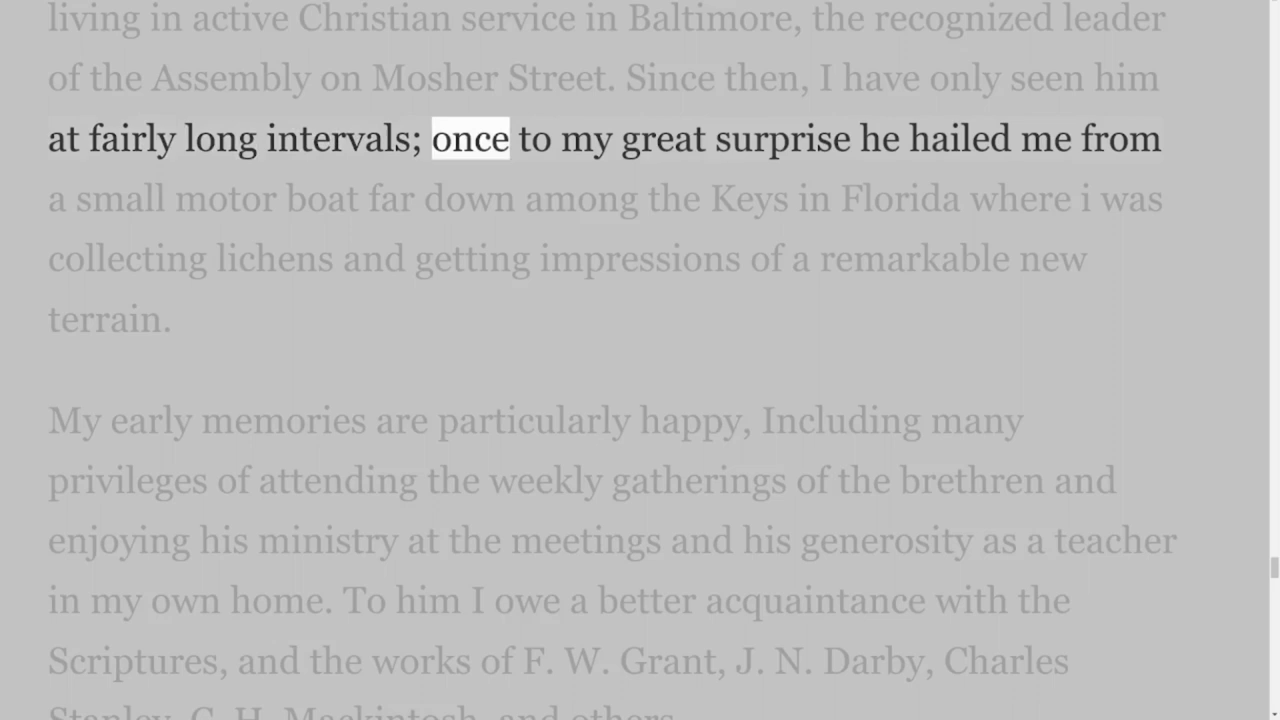 living in active Christian service in Baltimore, the recognized leader
of the Assembly on Mosher Street. Since then, I have only seen him
at fairly long intervals; once to my great surprise he hailed me from
a small motor boat far down among the Keys in Florida where i was
collecting lichens and getting impressions of a remarkable new
terrain.
My early memories are particularly happy, Including many
privileges of attending the weekly gatherings of the brethren and
enjoying his ministry at the meetings and his generosity as a teacher
in my own home. To him I owe a better acquaintance with the
Scriptures, and the works of F. W. Grant, J. N. Darby, Charles
Stanley, C. H. Mackintosh, and others.